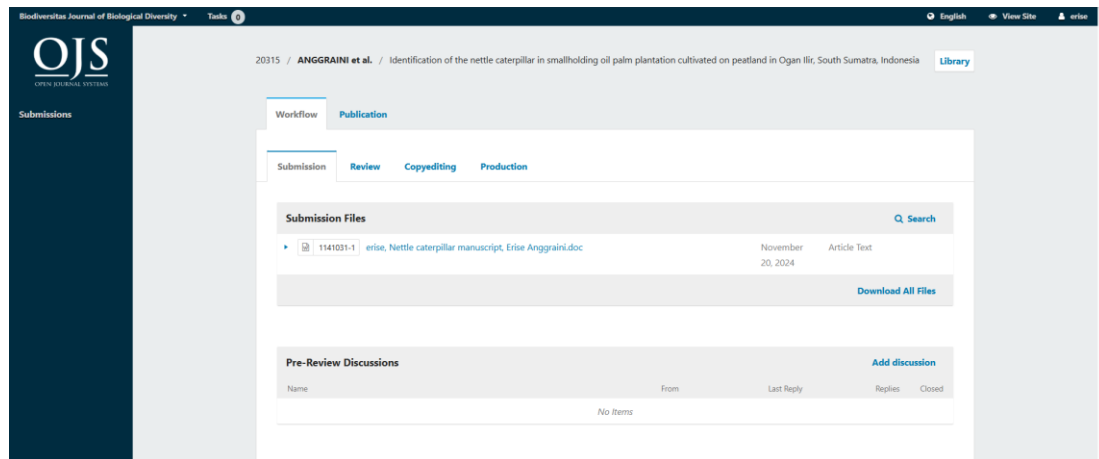 Biodiversitas Journal of Biological Diversity Tasks 0 English View Site erise
OJS
OPEN JOURNAL SYSTEMS
20315 / ANGGRAINI et al. / Identification of the nettle caterpillar in smallholding oil palm plantation cultivated on peatland in Ogan Ilir, South Sumatra, Indonesia Library
Submissions
Workflow Publication
Submission Review Copyediting Production
Submission Files Search
1141031-1 erise, Nettle caterpillar manuscript, Erise Anggraini.doc November Article Text
20, 2024
Download All Files
Pre-Review Discussions Add discussion
Name From Last Reply Replies Closed
No Items